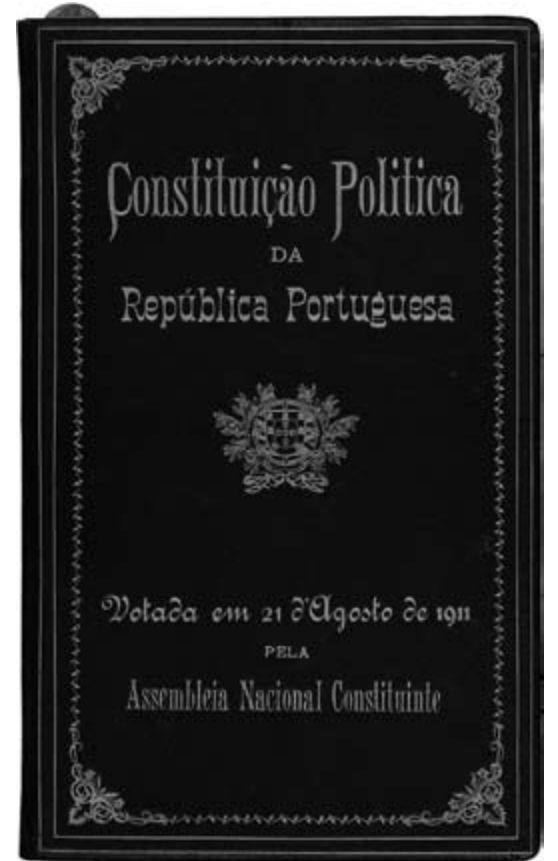 Constituição Politica
DA
República Portuguesa
Votada em 21 d'Agosto de 1911
PELA
Assembleia Nacional Constituinte